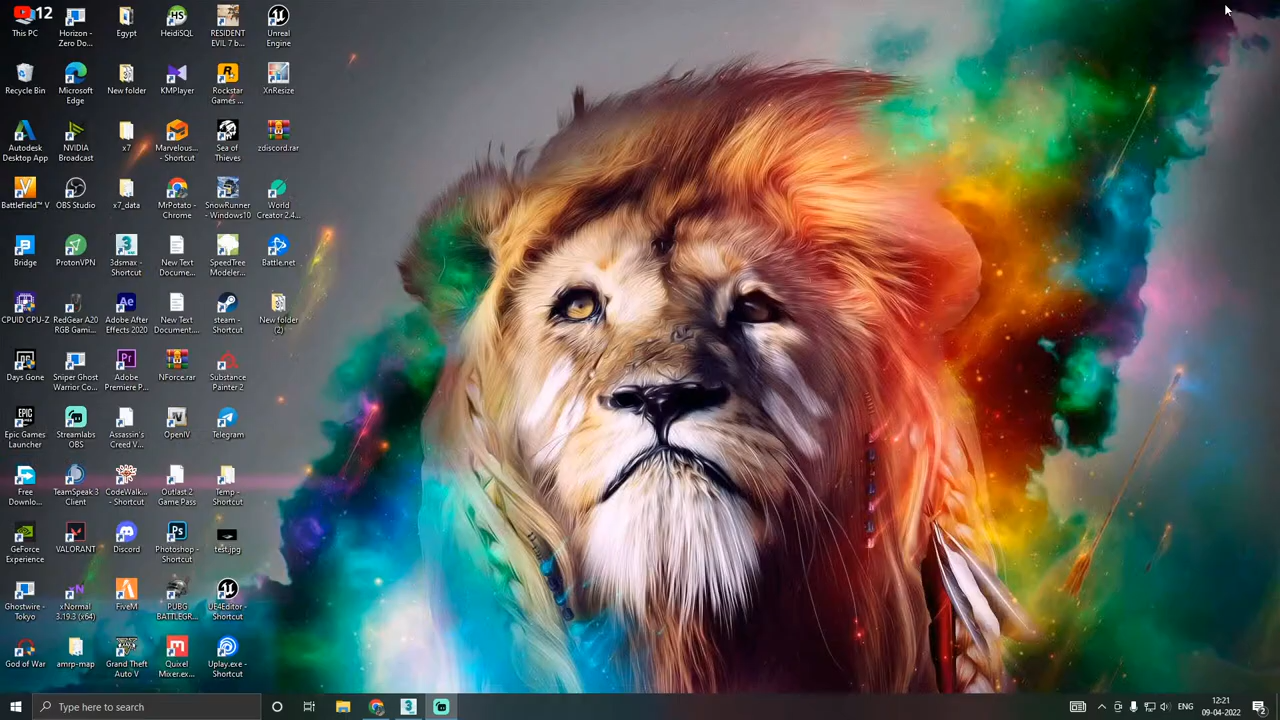 12
This PC
Horizon -
Zero Do...
Egypt
HeidiSQL
RESIDENT
EVIL 7 b...
Unreal
Engine
Recycle Bin
Microsoft
Edge
New folder
KMPlayer
Rockstar
Games ...
XnResize
Autodesk
Desktop App
NVIDIA
Broadcast
x7
Marvelous...
- Shortcut
Sea of
Thieves
zdiscord.rar
Battlefield™ V
OBS Studio
x7_data
MrPotato -
Chrome
SnowRunner
- Windows10
World
Creator 2.4...
Bridge
ProtonVPN
3dsmax -
Shortcut
New Text
Docume...
SpeedTree
Modeler...
Battle.net
CPUID CPU-Z
RedGear A20
RGB Gami...
Adobe After
Effects 2020
New Text
Document....
steam -
Shortcut
New folder
(2)
Days Gone
Sniper Ghost
Warrior Co...
Adobe
Premiere P...
NForce.rar
Substance
Painter 2
Epic Games
Launcher
Streamlabs
OBS
Assassin's
Creed V...
OpenIV
Telegram
Free
Downlo...
TeamSpeak 3
Client
CodeWalk...
- Shortcut
Outlast 2
Game Pass
Temp -
Shortcut
GeForce
Experience
VALORANT
Discord
Photoshop -
Shortcut
test.jpg
Ghostwire -
Tokyo
xNormal
3.19.3 (x64)
FiveM
PUBG
BATTLEGR...
UE4Editor -
Shortcut
God of War
amrp-map
Grand Theft
Auto V
Quixel
Mixer.ex...
Uplay.exe -
Shortcut
Type here to search
ENG
12:21
09-04-2022
2